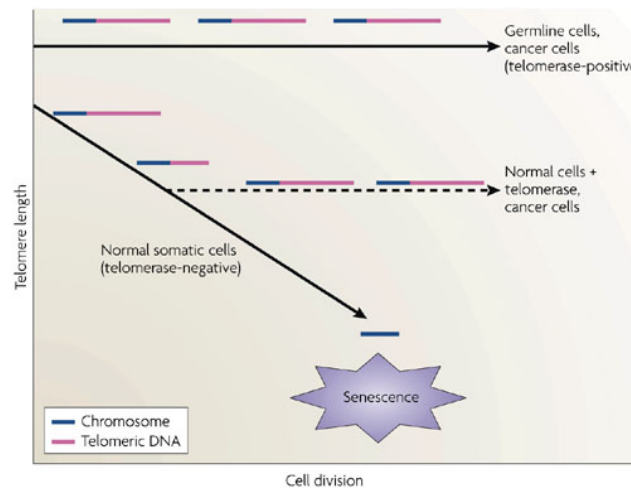 Germline cells,
cancer cells
(telomerase-positive
Normal cells +
telomerase,
cancer cells
Telomere length
Normal somatic cells
(telomerase-negative)
Senescence
Chromosome
Telomeric DNA
Cell division